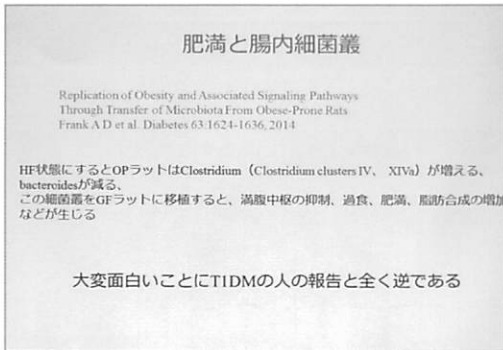 肥満と腸内細菌叢
Replication of Obesity and Associated Signaling Pathways
Through Transfer of Microbiota From Obese-Prone Rats
Frank A D et al. Diabetes 63:1624-1636, 2014
HF状態にするとOPラットはClostridium（Clostridium clusters IV、 XIVa）が増える、
bacteroidesが減る、
この細菌叢をGFラットに移植すると、満腹中枢の抑制、過食、肥満、脂肪合成の増加
などが生じる
大変面白いことにT1DMの人の報告と全く逆である